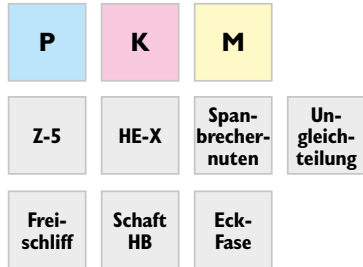 P
K
M
Z-5
HE-X
Span-
brecher-
nuten
Un-
gleich-
teilung
Frei-
schliff
Schaft
HB
Eck-
Fase